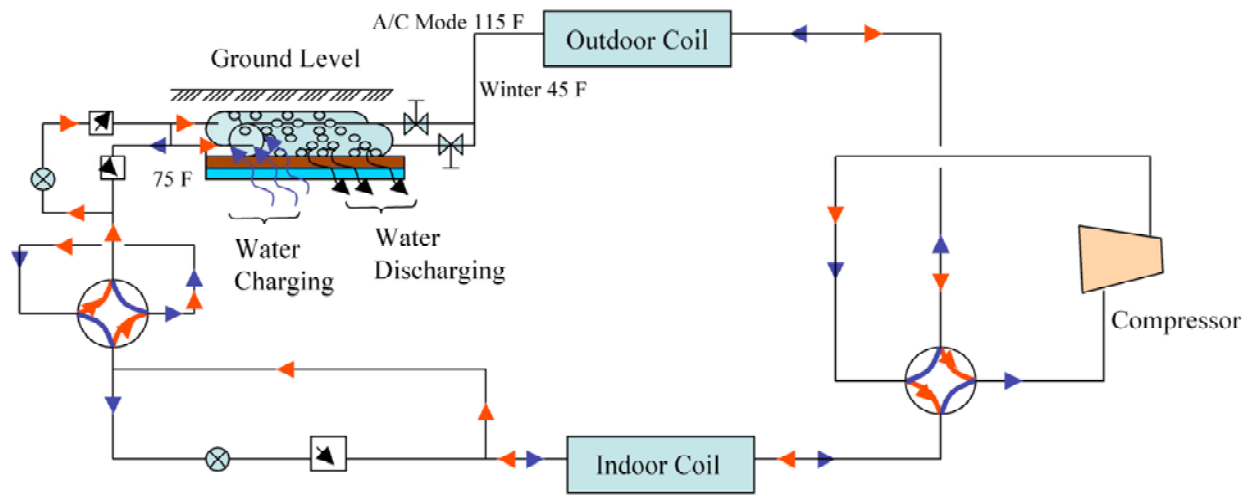 A/C Mode 115 F
Outdoor Coil
Ground Level
Winter 45 F
75 F
Water
Charging
Water
Discharging
Compressor
Indoor Coil